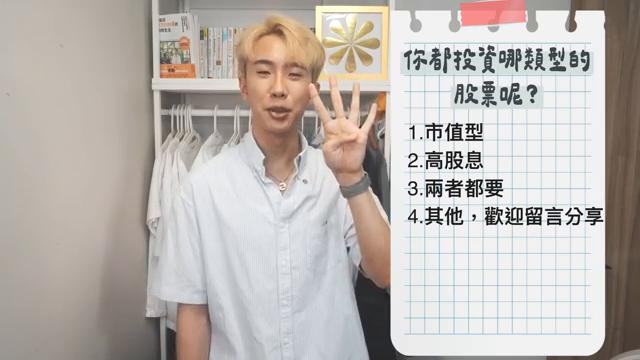 你都投資哪類型的
股票呢?
1.市值型
2.高股息
3.兩者都要
4.其他，歡迎留言分享